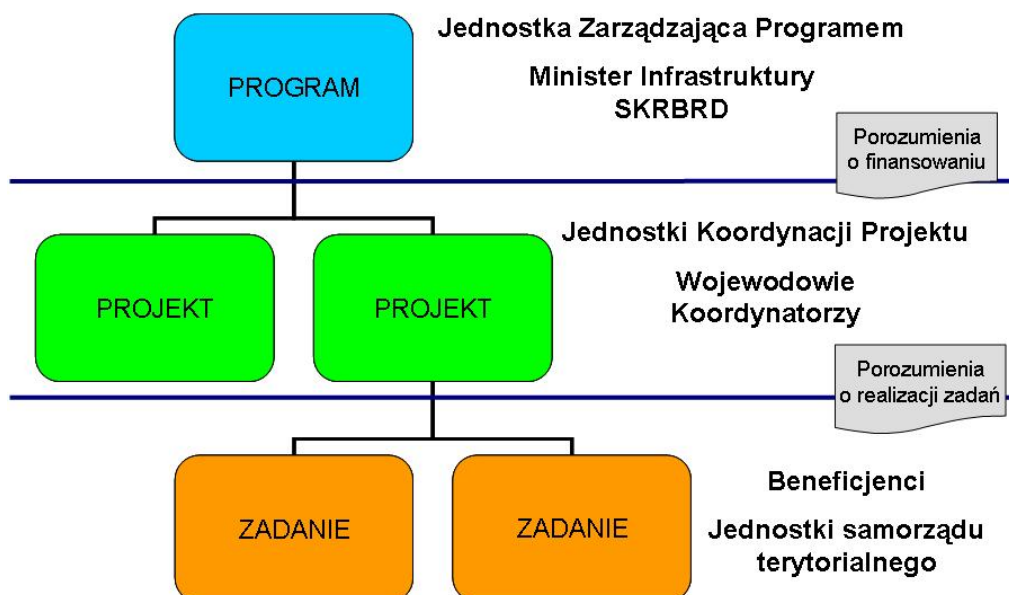 Jednostka Zarządzająca Programem
PROGRAM
Minister Infrastruktury
SKRBRD
Porozumienia
o finansowaniu
Jednostki Koordynacji Projektu
PROJEKT
PROJEKT
Wojewodowie
Koordynatorzy
Porozumienia
o realizacji zadań
Beneficjenci
ZADANIE
ZADANIE
Jednostki samorządu
terytorialnego